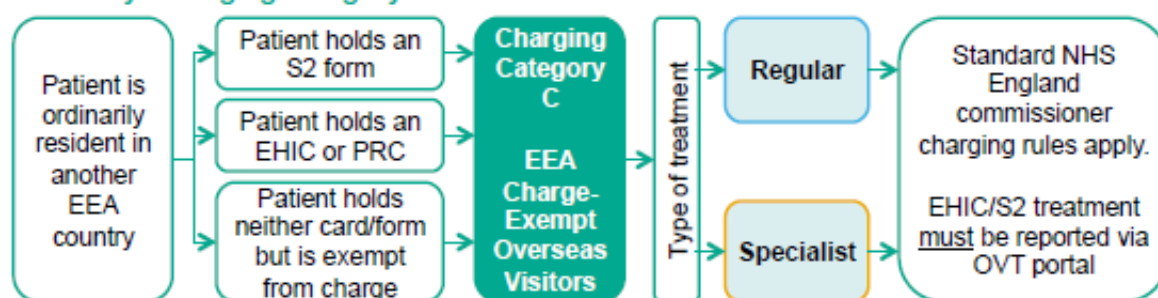 Patient is
ordinarily
resident in
another
EEA
country
Patient holds an
S2 form
Patient holds an
EHIC or PRC
Patient holds
neither card/form
but is exempt
from charge
Charging
Category
C
EEA
Charge-
Exempt
Overseas
Visitors
Type of treatment
Regular
Specialist
Standard NHS
England
commissioner
charging rules apply.
EHIC/S2 treatment
must be reported via
OVT portal